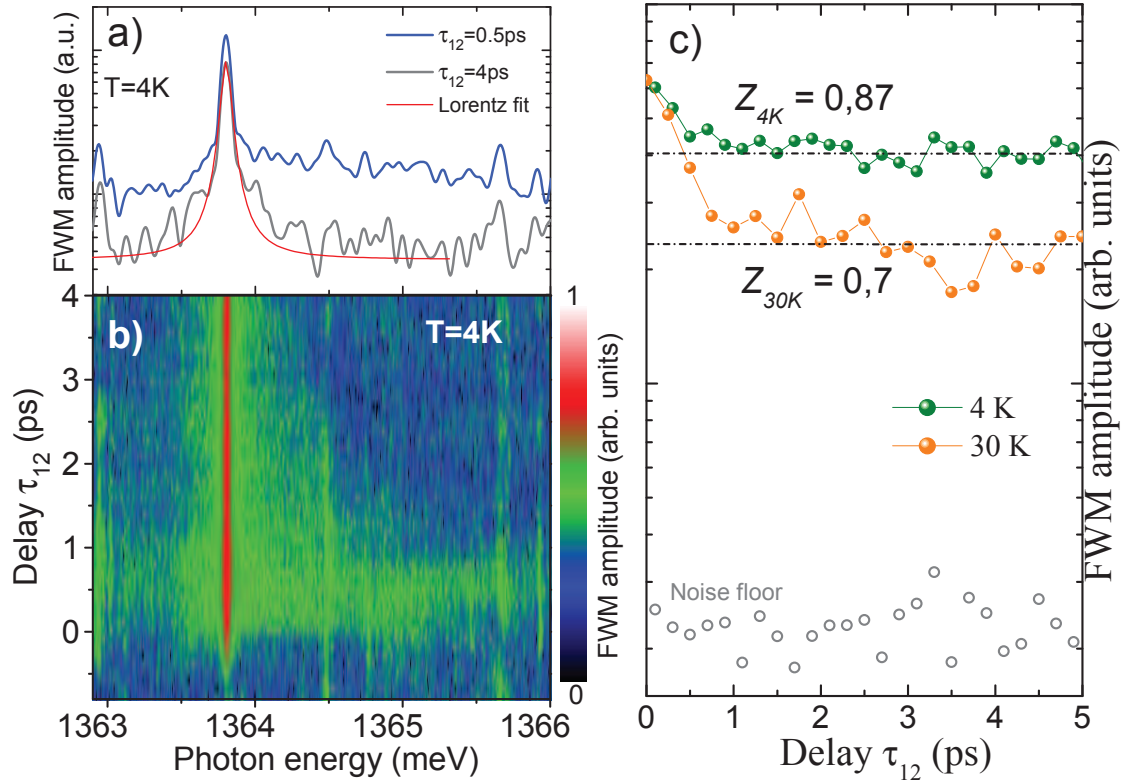 a)
T=4K
τ12=0.5ps
τ12=4ps
Lorentz fit
FWM amplitude (a.u.)
b)
T=4K
4
3
2
1
0
Delay τ12 (ps)
1363 1364 1365 1366
Photon energy (meV)
1
0
FWM amplitude (arb. units)
c)
Z4K = 0,87
Z30K = 0,7
4 K
30 K
Noise floor
0 1 2 3 4 5
Delay τ12 (ps)
FWM amplitude (arb. units)